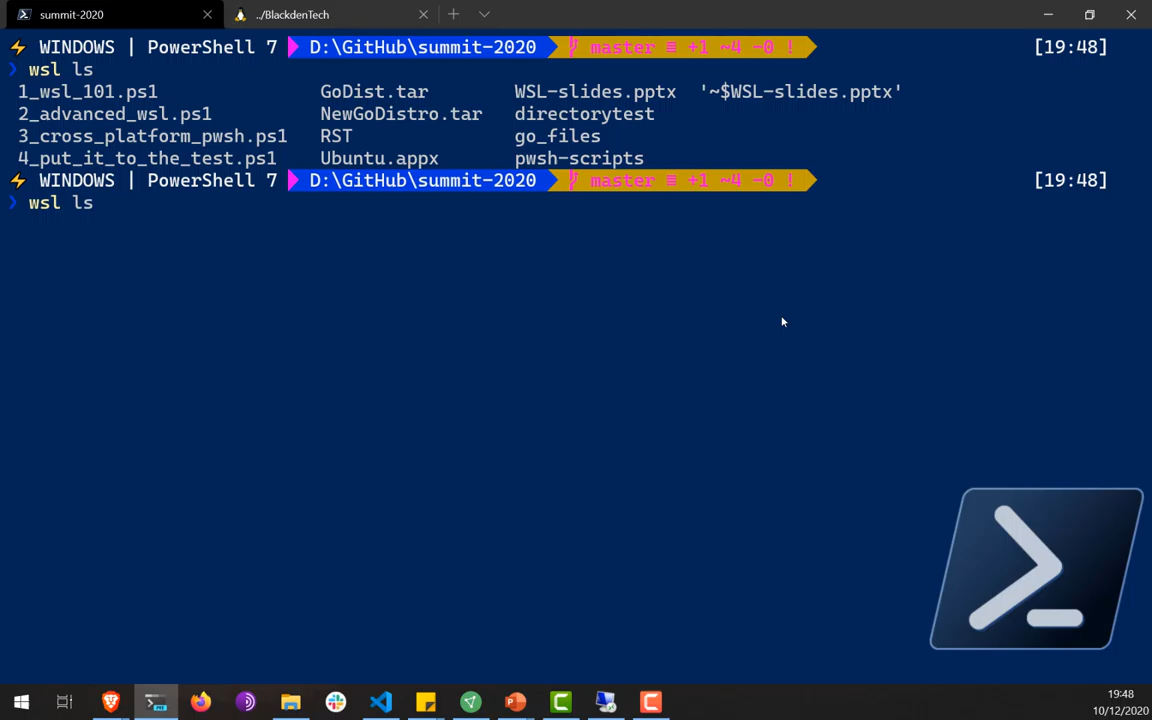 summit-2020 ../BlackdenTech
⚡ WINDOWS | PowerShell 7 D:\GitHub\summit-2020 master ≡ +1 ~4 -0 ! [19:48]
❯ wsl ls
1_wsl_101.ps1 GoDist.tar WSL-slides.pptx '~$WSL-slides.pptx'
2_advanced_wsl.ps1 NewGoDistro.tar directorytest
3_cross_platform_pwsh.ps1 RST go_files
4_put_it_to_the_test.ps1 Ubuntu.appx pwsh-scripts
⚡ WINDOWS | PowerShell 7 D:\GitHub\summit-2020 master ≡ +1 ~4 -0 ! [19:48]
❯ wsl ls
19:48
10/12/2020